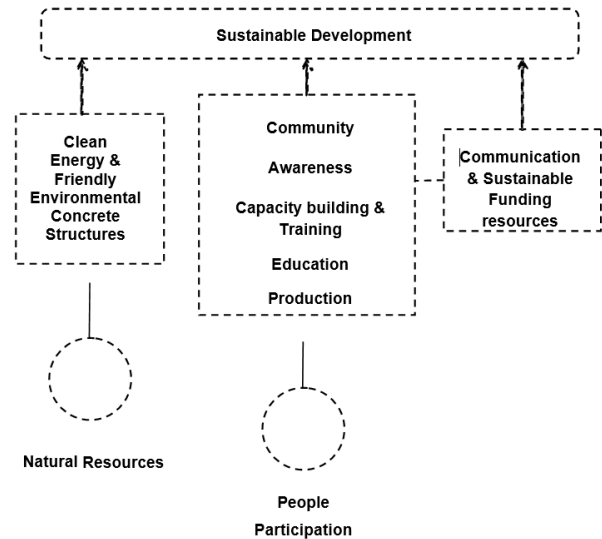 Sustainable Development
Clean
Energy &
Friendly
Environmental
Concrete
Structures
Community
Awareness
Capacity building &
Training
Education
Production
Communication
& Sustainable
Funding
resources
Natural Resources
People
Participation